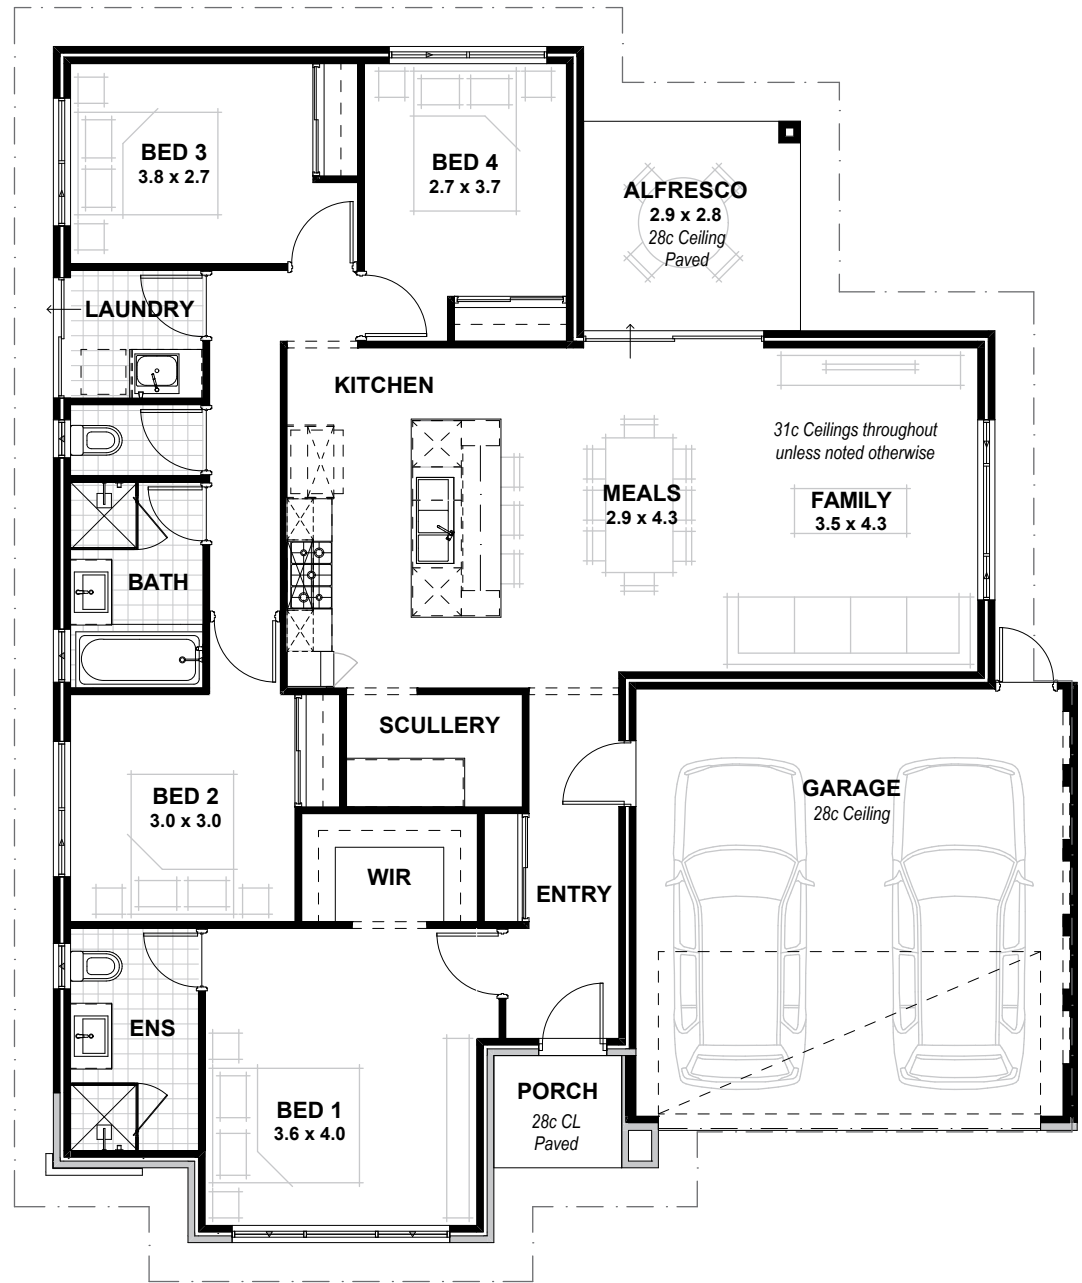 BED 3
3.8 x 2.7
BED 4
2.7 x 3.7
ALFRESCO
2.9 x 2.8
28c Ceiling
Paved
LAUNDRY
KITCHEN
31c Ceilings throughout
unless noted otherwise
MEALS
2.9 x 4.3
FAMILY
3.5 x 4.3
BATH
SCULLERY
BED 2
3.0 x 3.0
GARAGE
28c Ceiling
WIR
ENTRY
ENS
BED 1
3.6 x 4.0
PORCH
28c CL
Paved